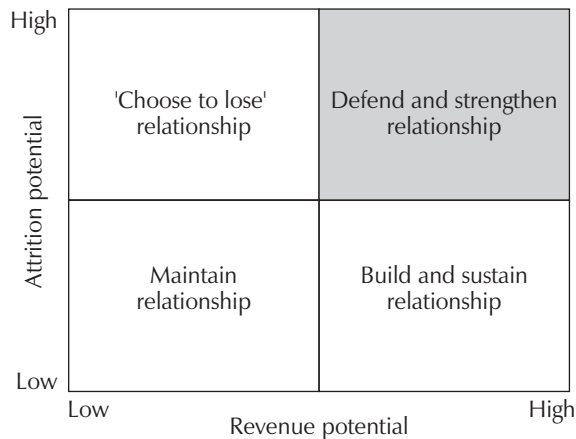 High
'Choose to lose'
relationship
Defend and strengthen
relationship
Attrition potential
Maintain
relationship
Build and sustain
relationship
Low
Low
High
Revenue potential